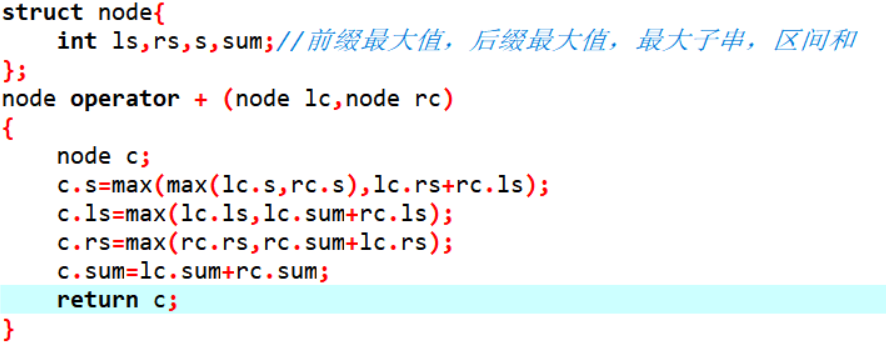 struct node{
    int ls,rs,s,sum;//前缀最大值，后缀最大值，最大子串，区间和
};
node operator + (node lc,node rc)
{
    node c;
    c.s=max(max(lc.s,rc.s),lc.rs+rc.ls);
    c.ls=max(lc.ls,lc.sum+rc.ls);
    c.rs=max(rc.rs,rc.sum+lc.rs);
    c.sum=lc.sum+rc.sum;
    return c;
}